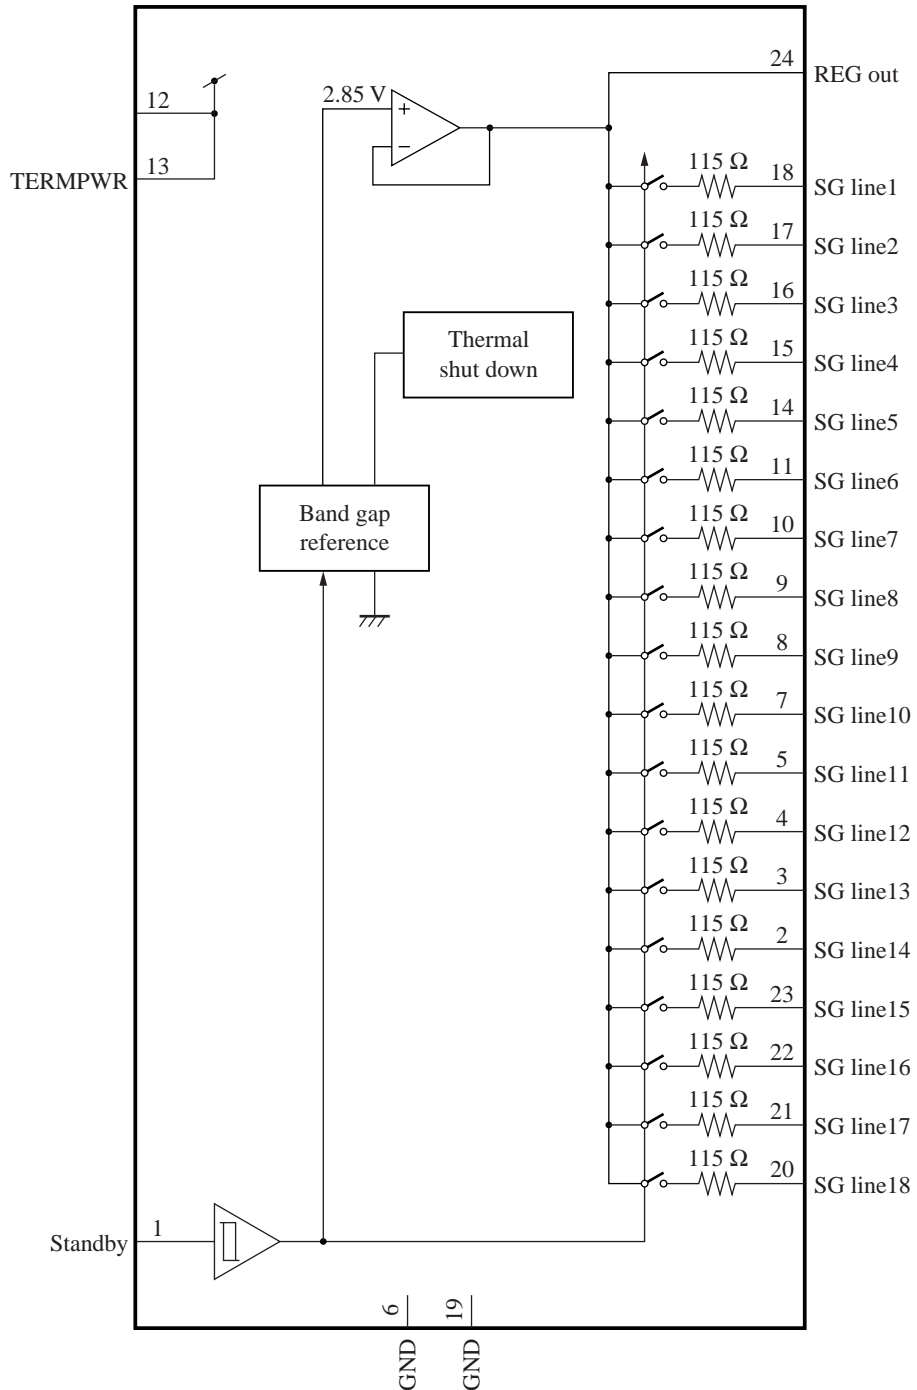 24
REG out
12
2.85 V
+
−
TERMPWR
13
115 Ω
18
SG line1
115 Ω
17
SG line2
115 Ω
16
SG line3
Thermal
shut down
115 Ω
15
SG line4
115 Ω
14
SG line5
115 Ω
11
SG line6
Band gap
reference
115 Ω
10
SG line7
115 Ω
9
SG line8
115 Ω
8
SG line9
115 Ω
7
SG line10
115 Ω
5
SG line11
115 Ω
4
SG line12
115 Ω
3
SG line13
115 Ω
2
SG line14
115 Ω
23
SG line15
115 Ω
22
SG line16
115 Ω
21
SG line17
115 Ω
20
SG line18
Standby
1
6
19
GND
GND